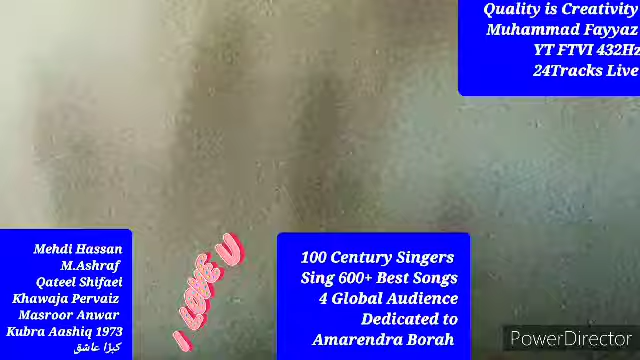 Quality is Creativity
Muhammad Fayyaz
YT FTVI 432Hz
24Tracks Live
Mehdi Hassan
M.Ashraf
Qateel Shifaei
Khawaja Pervaiz
Masroor Anwar
Kubra Aashiq 1973
کبڑا عاشق
I LOVE U
100 Century Singers
Sing 600+ Best Songs
4 Global Audience
Dedicated to
Amarendra Borah
PowerDirector